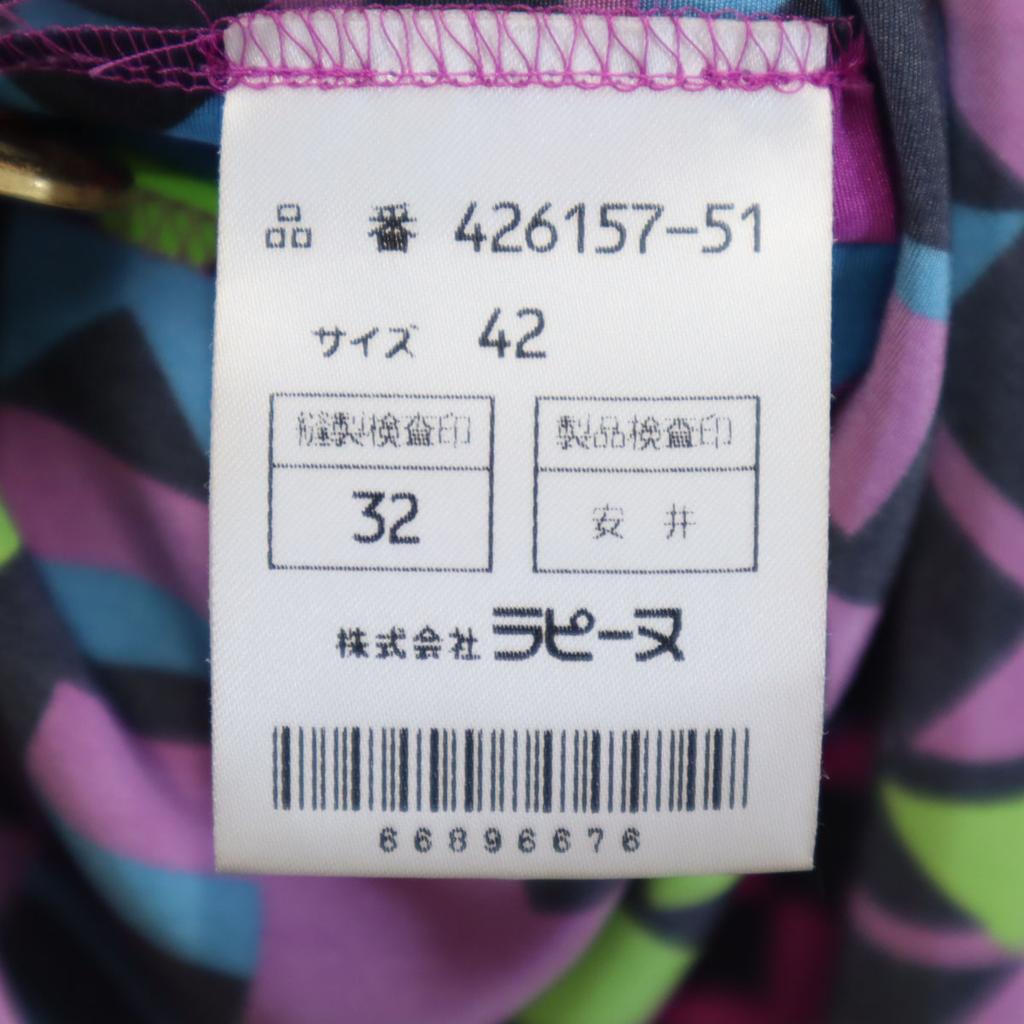 品 番 426157-51
サイズ 42
縫製検査印 製品検査印
32 安 井
株式会社 ラピーヌ
66896676